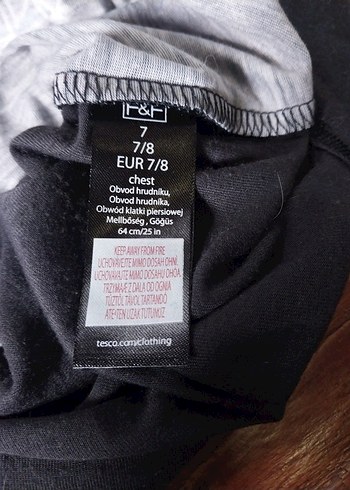 F&F
7
7/8
EUR 7/8
chest
Obvod hrudníku,
Obvod hrudníka,
Obwód klatki piersiowej
Mellbőség, Göğüs
64 cm/25 in
KEEP AWAY FROM FIRE
UCHOVÁVEJTE MIMO DOSAH OHNĚ
UCHOVÁVAJTE MIMO DOSAHU OHŇA
TRZYMAJ Z DALA OD OGNIA
TŰZTŐL TÁVOL TARTANDÓ
ATEŞTEN UZAK TUTUNUZ
tesco.com/clothing